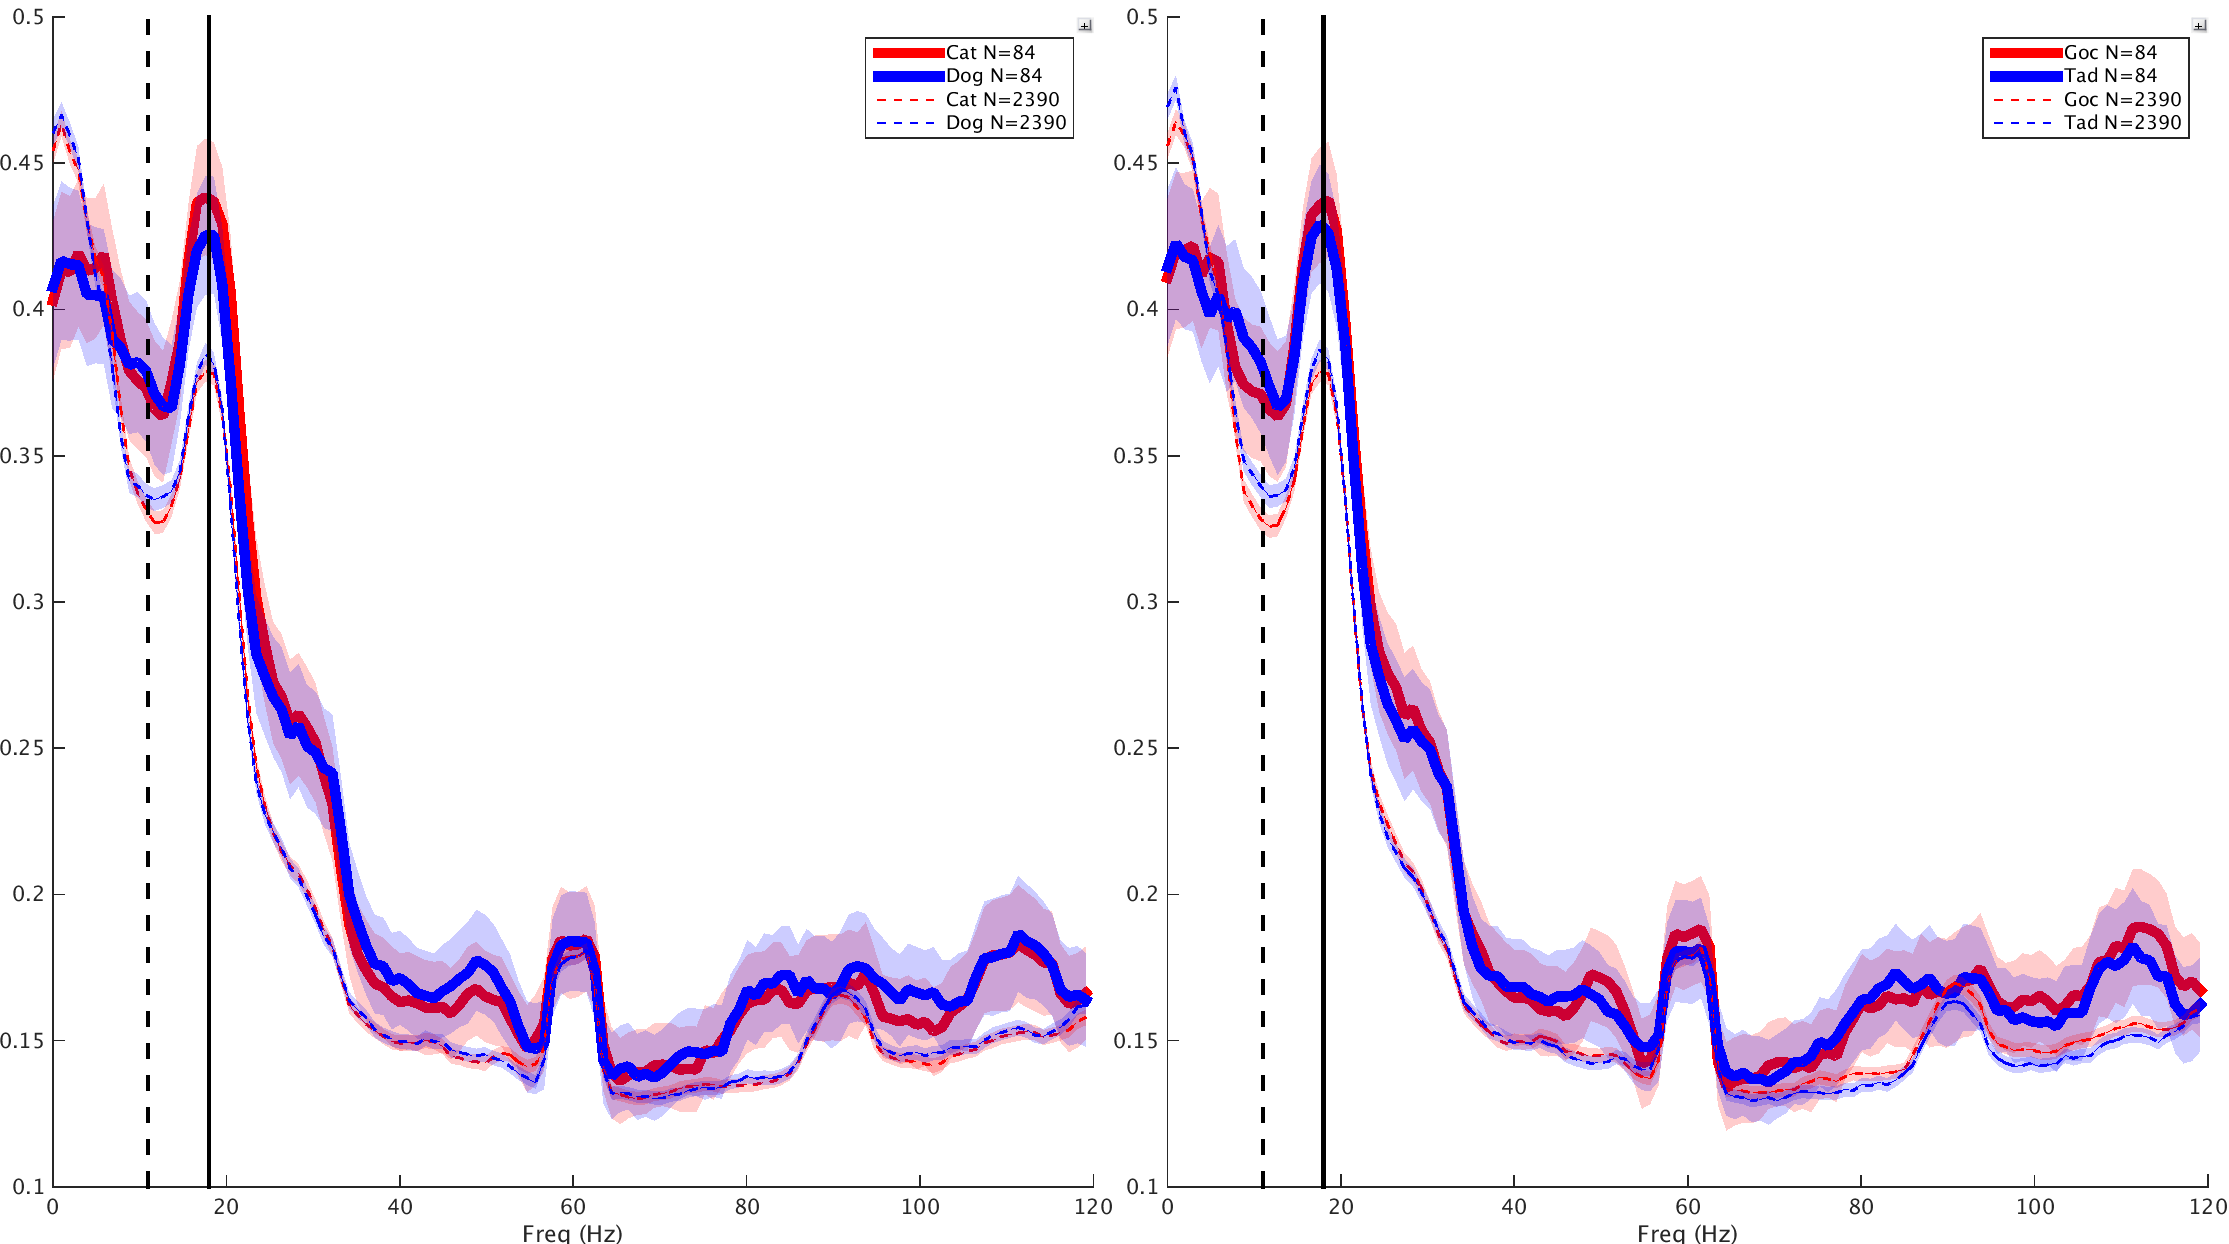 0.5
0.45
0.4
0.35
0.3
0.25
0.2
0.15
0.1
0 20 40 60 80 100 120
Freq (Hz)
Cat N=84
Dog N=84
Cat N=2390
Dog N=2390
0.5
0.45
0.4
0.35
0.3
0.25
0.2
0.15
0.1
0 20 40 60 80 100 120
Freq (Hz)
Goc N=84
Tad N=84
Goc N=2390
Tad N=2390